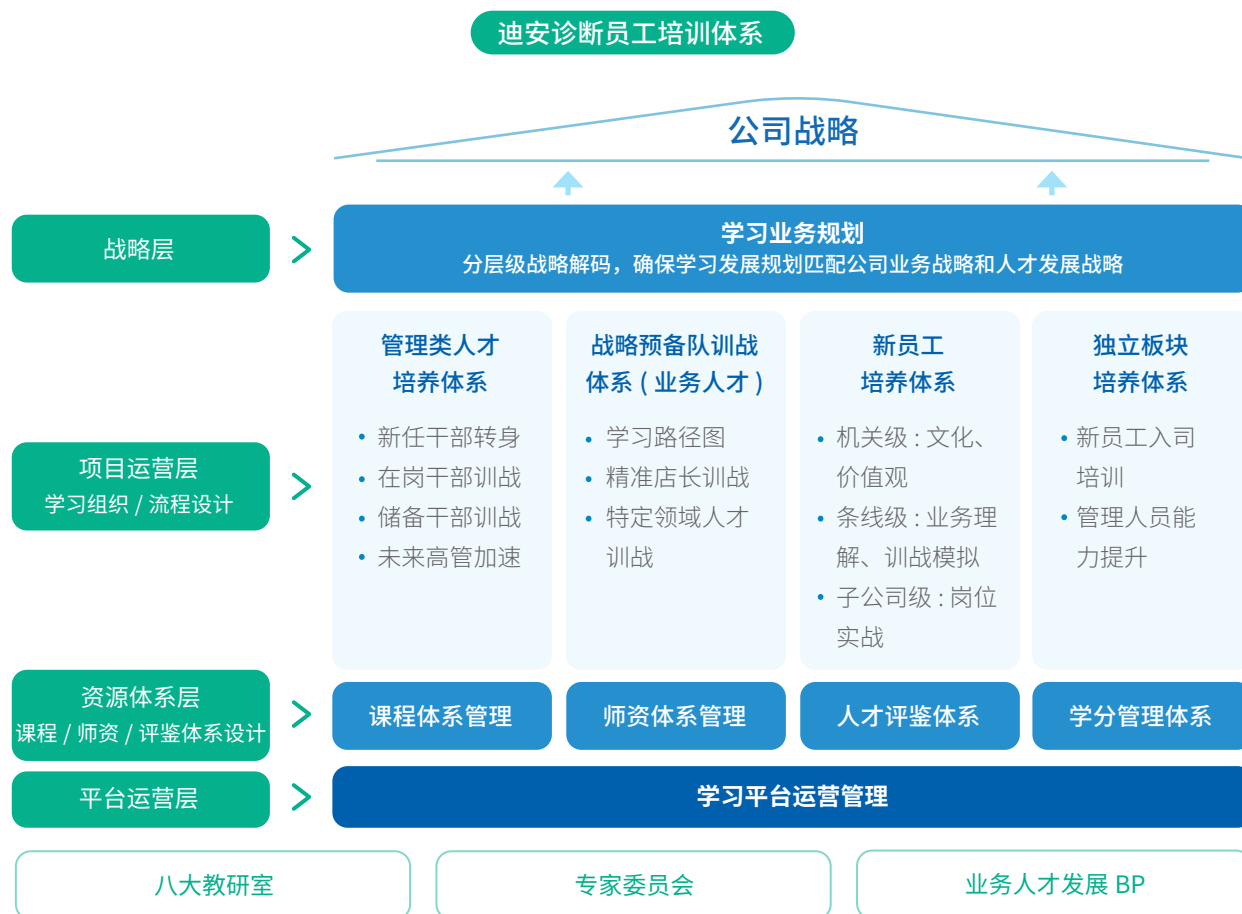 迪安诊断员工培训体系
公司战略
战略层
学习业务规划
分层级战略解码，确保学习发展规划匹配公司业务战略和人才发展战略
项目运营层
学习组织 / 流程设计
管理类人才
培养体系
• 新任干部转身
• 在岗干部训战
• 储备干部训战
• 未来高管加速
战略预备队训战
体系 ( 业务人才 )
• 学习路径图
• 精准店长训战
• 特定领域人才
训战
新员工
培养体系
• 机关级 : 文化、
价值观
• 条线级 : 业务理
解、训战模拟
• 子公司级 : 岗位
实战
独立板块
培养体系
• 新员工入司
培训
• 管理人员能
力提升
资源体系层
课程 / 师资 / 评鉴体系设计
课程体系管理
师资体系管理
人才评鉴体系
学分管理体系
平台运营层
学习平台运营管理
八大教研室
专家委员会
业务人才发展 BP